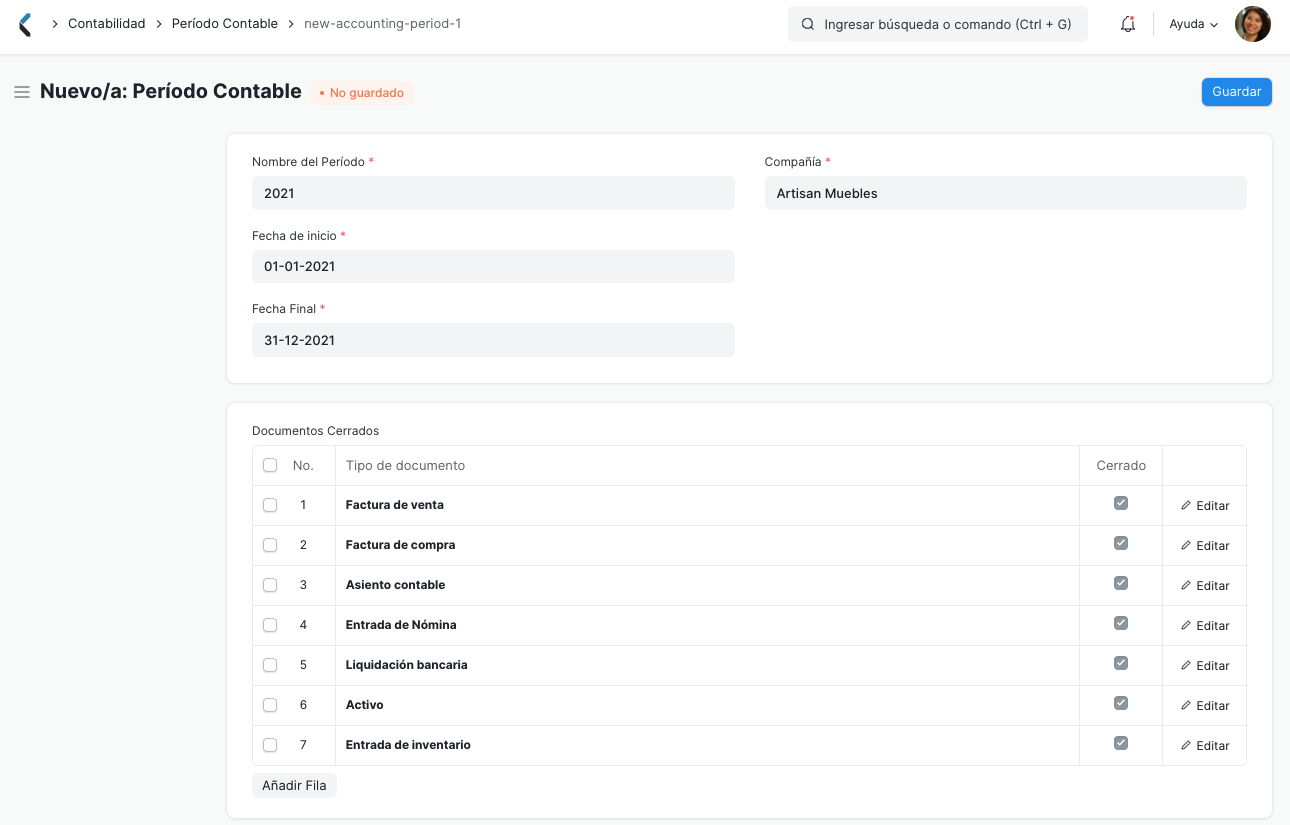 Contabilidad Período Contable new-accounting-period-1 Ingresar búsqueda o comando (Ctrl + G) Ayuda
Nuevo/a: Período Contable • No guardado Guardar
Nombre del Período * Compañía *
2021 Artisan Muebles
Fecha de inicio *
01-01-2021
Fecha Final *
31-12-2021
Documentos Cerrados
No. Tipo de documento Cerrado
1 Factura de venta Editar
2 Factura de compra Editar
3 Asiento contable Editar
4 Entrada de Nómina Editar
5 Liquidación bancaria Editar
6 Activo Editar
7 Entrada de inventario Editar
Añadir Fila